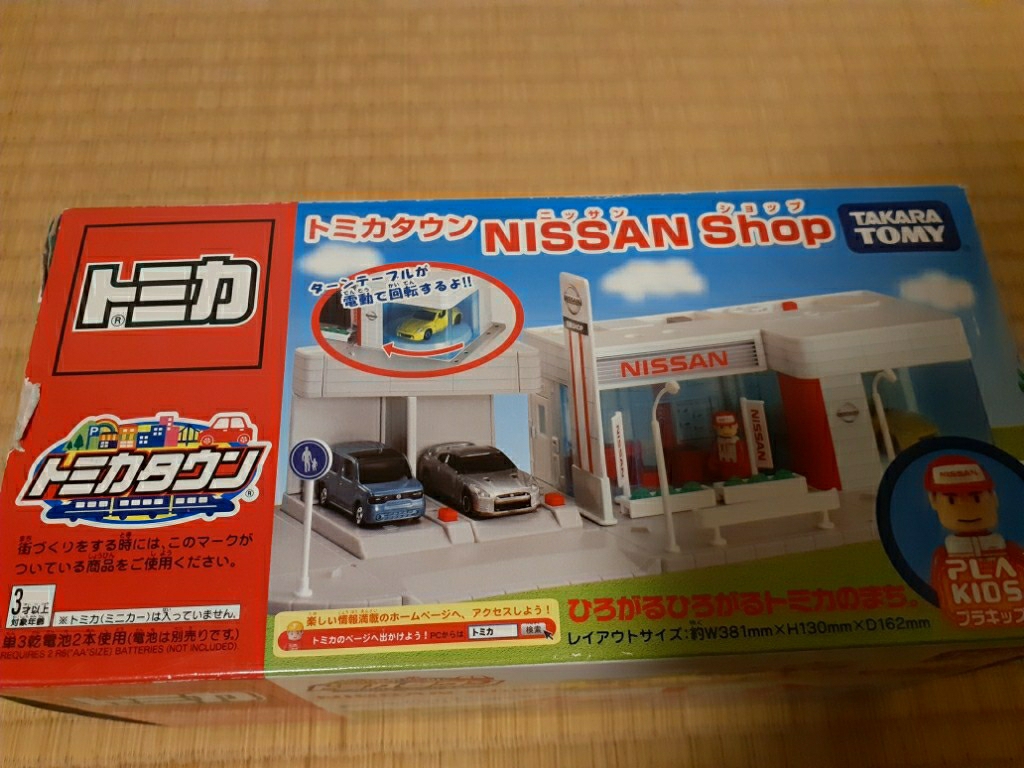 トミカ®
トミカタウン®
街づくりをする時には、このマークが
ついている商品をご使用ください。
3才以上
対象年齢
※トミカ(ミニカー)は入っていません。
単3乾電池2本使用(電池は別売りです。)
REQUIRES 2 R6("AA"SIZE) BATTERIES (NOT INCLUDED)
トミカタウン NISSAN Shop
ニッサン ショップ
TAKARA
TOMY
ターンテーブルが
電動で回転するよ!!
NISSAN
NISSAN
NISSAN
PLA
KIDS
プラキッズ
楽しい情報満載のホームページへ、アクセスしよう!
トミカのページへ出かけよう! PCからは トミカ 検索
ひろがるひろがるトミカのまち。
レイアウトサイズ:約W381mm×H130mm×D162mm